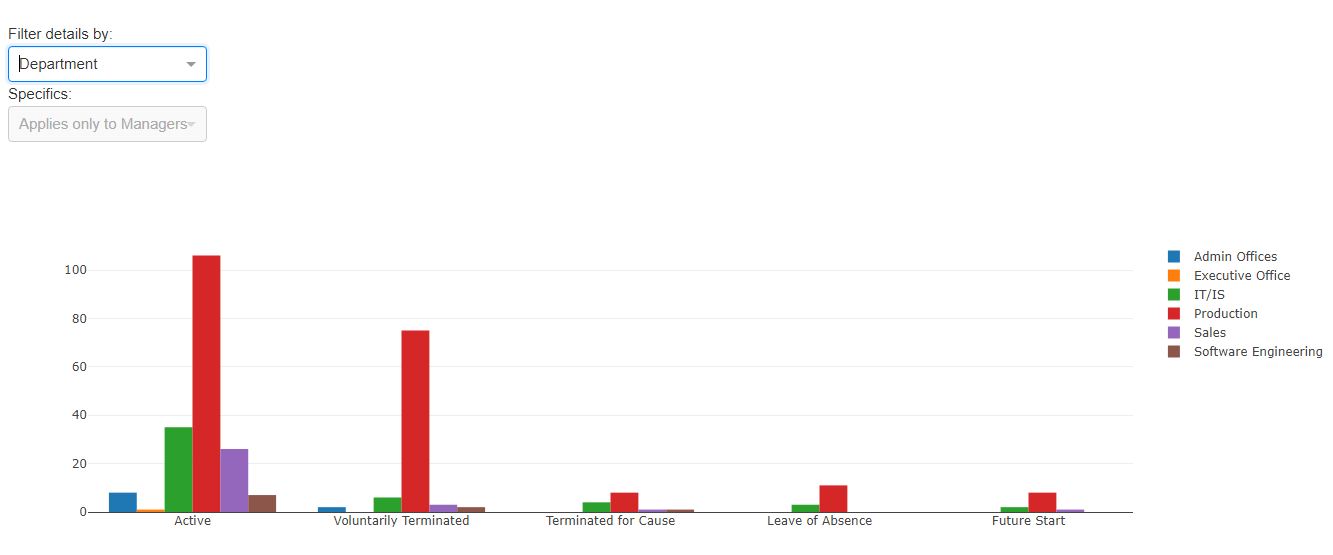 Filter details by:
Department
Specifics:
Applies only to Managers
100
80
60
40
20
0
Active
Voluntarily Terminated
Terminated for Cause
Leave of Absence
Future Start
Admin Offices
Executive Office
IT/IS
Production
Sales
Software Engineering